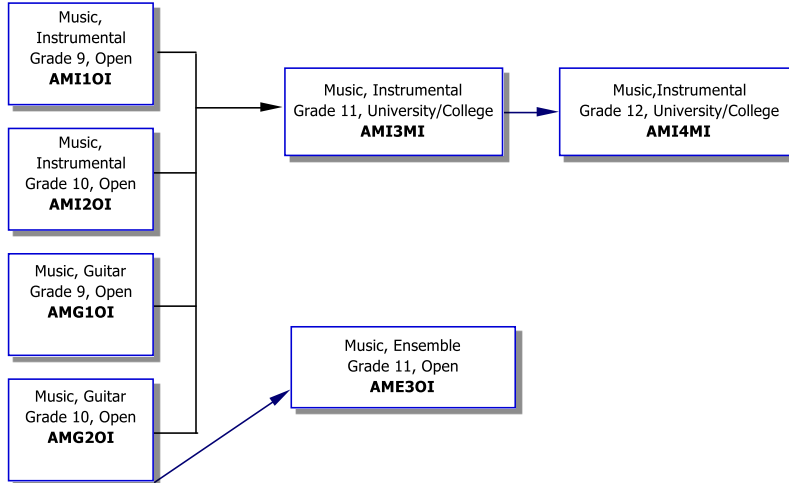 Music,
Instrumental
Grade 9, Open
AMI1OI
Music,
Instrumental
Grade 10, Open
AMI2OI
Music, Guitar
Grade 9, Open
AMG1OI
Music, Guitar
Grade 10, Open
AMG2OI
Music, Instrumental
Grade 11, University/College
AMI3MI
Music, Ensemble
Grade 11, Open
AME3OI
Music,Instrumental
Grade 12, University/College
AMI4MI